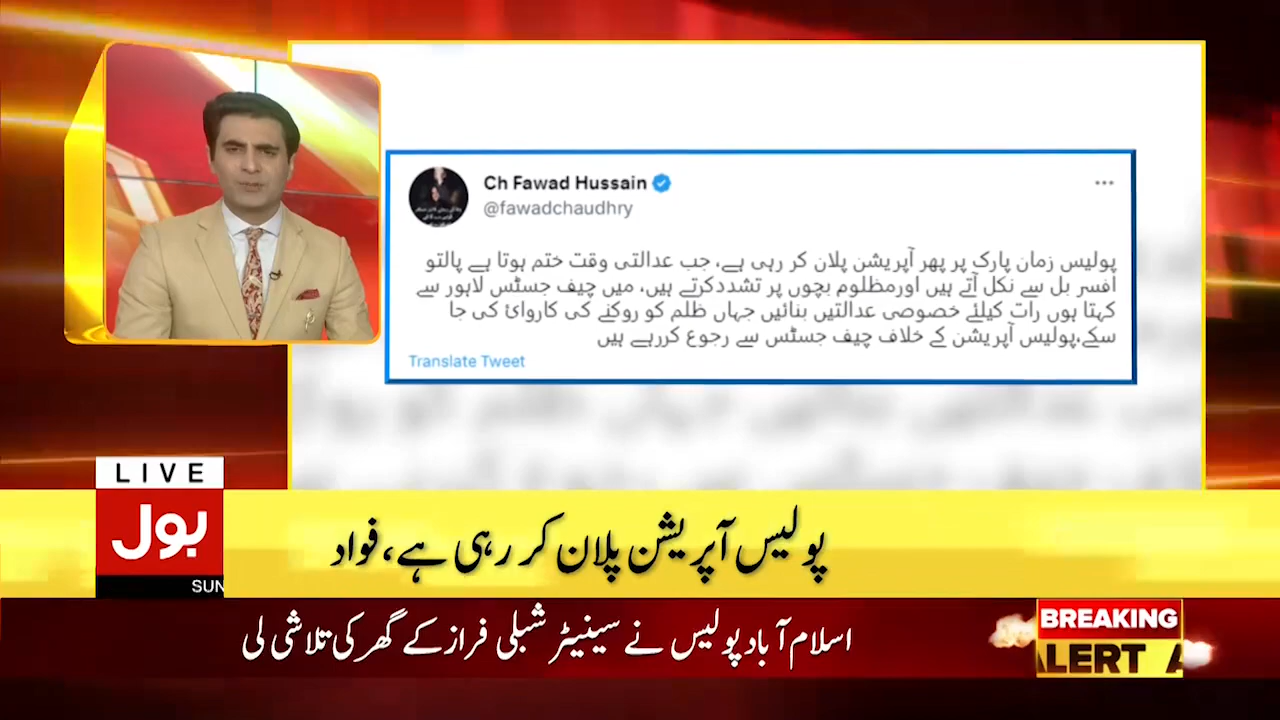 Ch Fawad Hussain
@fawadchaudhry
پولیس زمان پارک پر پھر آپریشن پلان کر رہی ہے، جب عدالتی وقت ختم ہوتا ہے پالتو
افسر بل سے نکل آتے ہیں اورمظلوم بچوں پر تشددکرتے ہیں، میں چیف جسٹس لاہور سے
کہتا ہوں رات کیلئے خصوصی عدالتیں بنائیں جہاں ظلم کو روکنے کی کاروائ کی جا
سکے،پولیس آپریشن کے خلاف چیف جسٹس سے رجوع کررہے ہیں
Translate Tweet
LIVE
بول
SUN
پولیس آپریشن پلان کر رہی ہے، فواد
اسلام آباد پولیس نے سینیٹر شبلی فراز کے گھر کی تلاشی لی
BREAKING
ALERT A